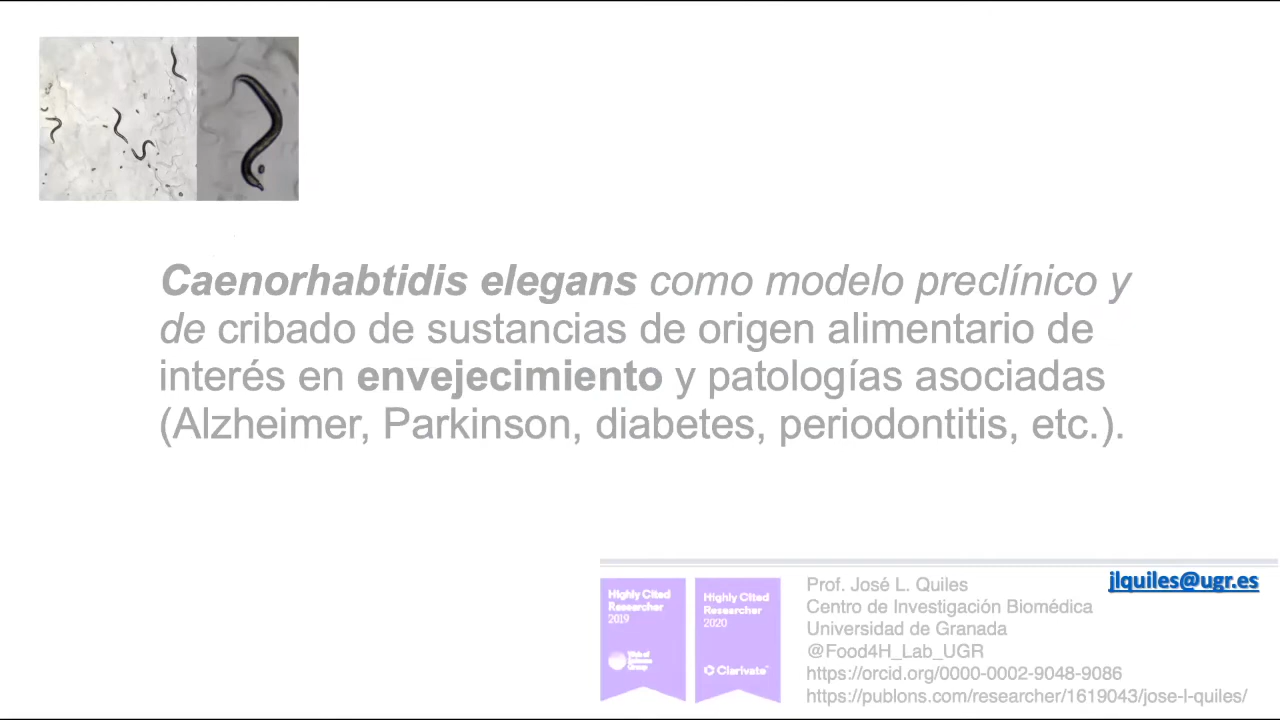 Caenorhabtidis elegans como modelo preclínico y
de cribado de sustancias de origen alimentario de
interés en envejecimiento y patologías asociadas
(Alzheimer, Parkinson, diabetes, periodontitis, etc.).
Highly Cited
Researcher
2019
Web of
Science
Group
Highly Cited
Researcher
2020
Clarivate™
Prof. José L. Quiles
Centro de Investigación Biomédica
Universidad de Granada
@Food4H_Lab_UGR
https://orcid.org/0000-0002-9048-9086
https://publons.com/researcher/1619043/jose-l-quiles/
jlquiles@ugr.es